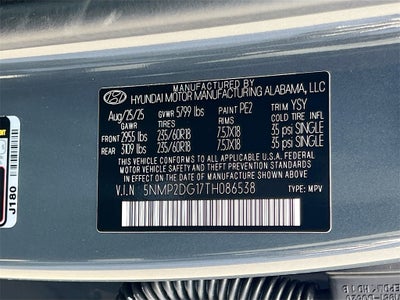 MANUFACTURED BY
HYUNDAI MOTOR MANUFACTURING ALABAMA, LLC
Aug/25/25 GVWR 5799 lbs PAINT PE2 TRIM YSY
GAWR TIRES RIMS COLD TIRE PRESSURE
FRONT 2955 lbs 235/60R18 7.5JX18 35 psi SINGLE
REAR 3109 lbs 235/60R18 7.5JX18 35 psi SINGLE
THIS VEHICLE CONFORMS TO ALL APPLICABLE FEDERAL MOTOR VEHICLE
SAFETY AND THEFT PREVENTION STANDARDS IN EFFECT ON THE DATE OF
MANUFACTURE SHOWN ABOVE.
V.I.N : 5NMP2DG17TH086538 TYPE: MPV
J180